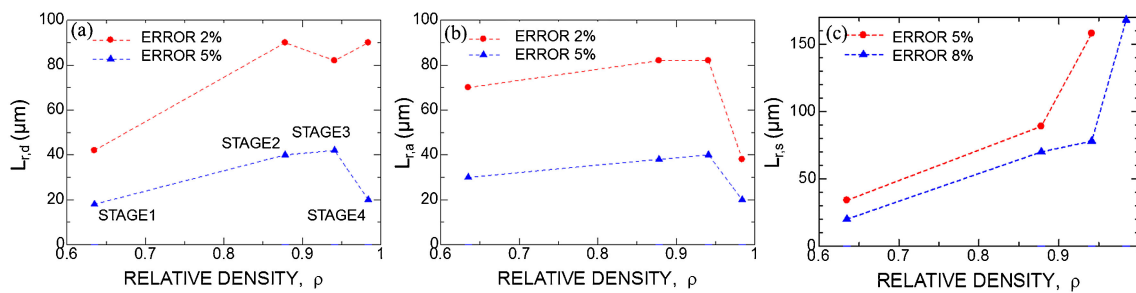 (a)
ERROR 2%
ERROR 5%
STAGE1
STAGE2
STAGE3
STAGE4
100
80
60
40
20
0
0.6
0.7
0.8
0.9
1
L r,d (μm)
RELATIVE DENSITY, ρ
(b)
ERROR 2%
ERROR 5%
100
80
60
40
20
0
0.6
0.7
0.8
0.9
1
L r,a (μm)
RELATIVE DENSITY, ρ
(c)
ERROR 5%
ERROR 8%
150
100
50
0
0.6
0.7
0.8
0.9
L r,s (μm)
RELATIVE DENSITY, ρ